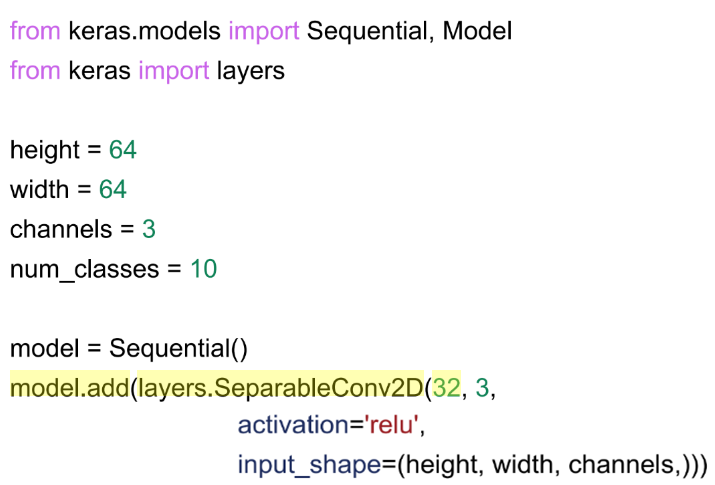 from keras.models import Sequential, Model
from keras import layers
height = 64
width = 64
channels = 3
num_classes = 10
model = Sequential()
model.add(layers.SeparableConv2D(32, 3,
activation='relu',
input_shape=(height, width, channels,)))